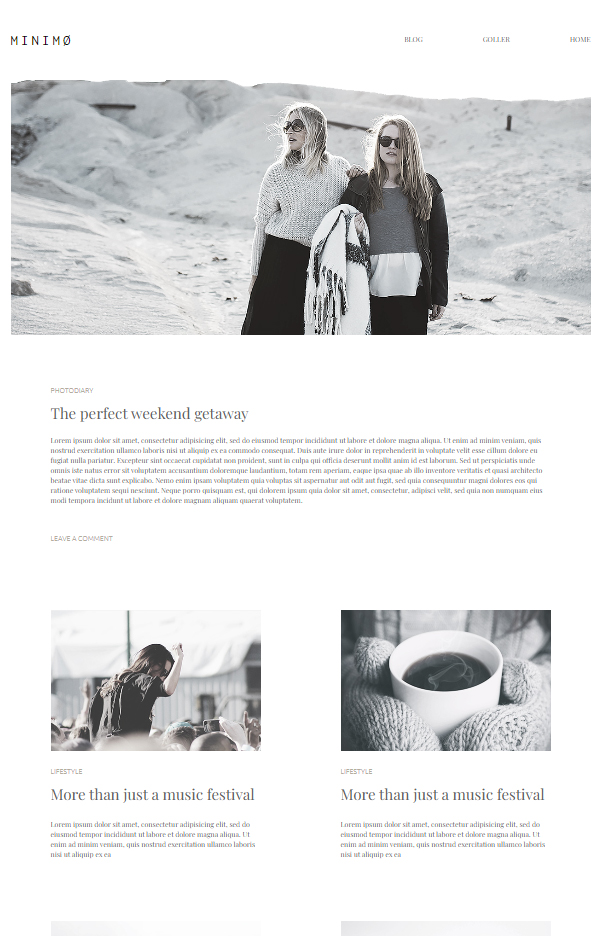 MINIMØ
BLOG
GOLLER
HOME
PHOTODIARY
The perfect weekend getaway
Lorem ipsum dolor sit amet, consectetur adipisicing elit, sed do eiusmod tempor incididunt ut labore et dolore magna aliqua. Ut enim ad minim veniam, quis
nostrud exercitation ullamco laboris nisi ut aliquip ex ea commodo consequat. Duis aute irure dolor in reprehenderit in voluptate velit esse cillum dolore eu
fugiat nulla pariatur. Excepteur sint occaecat cupidatat non proident, sunt in culpa qui officia deserunt mollit anim id est laborum. Sed ut perspiciatis unde
omnis iste natus error sit voluptatem accusantium doloremque laudantium, totam rem aperiam, eaque ipsa quae ab illo inventore veritatis et quasi architecto
beatae vitae dicta sunt explicabo. Nemo enim ipsam voluptatem quia voluptas sit aspernatur aut odit aut fugit, sed quia consequuntur magni dolores eos qui
ratione voluptatem sequi nesciunt. Neque porro quisquam est, qui dolorem ipsum quia dolor sit amet, consectetur, adipisci velit, sed quia non numquam eius
modi tempora incidunt ut labore et dolore magnam aliquam quaerat voluptatem.
LEAVE A COMMENT
LIFESTYLE
More than just a music festival
Lorem ipsum dolor sit amet, consectetur adipisicing elit, sed do
eiusmod tempor incididunt ut labore et dolore magna aliqua. Ut
enim ad minim veniam, quis nostrud exercitation ullamco laboris
nisi ut aliquip ex ea
LIFESTYLE
More than just a music festival
Lorem ipsum dolor sit amet, consectetur adipisicing elit, sed do
eiusmod tempor incididunt ut labore et dolore magna aliqua. Ut
enim ad minim veniam, quis nostrud exercitation ullamco laboris
nisi ut aliquip ex ea